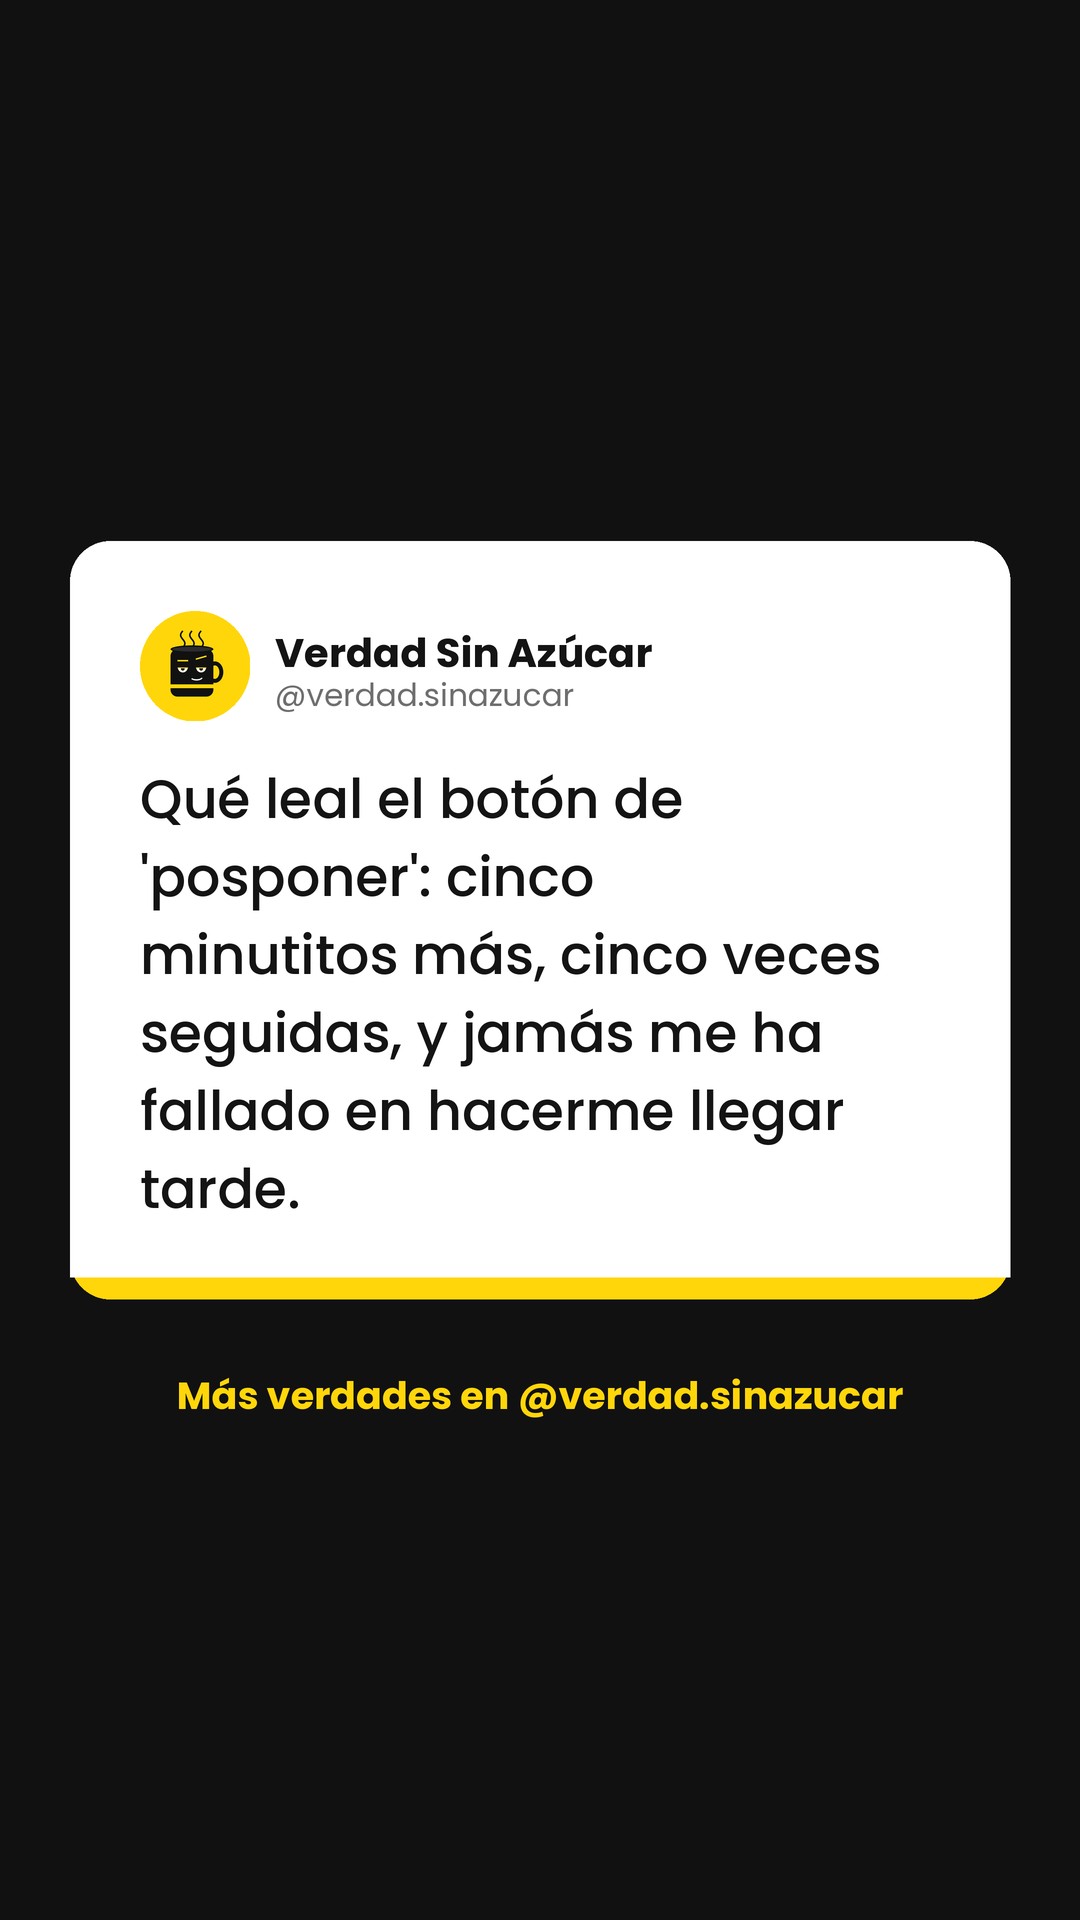 Verdad Sin Azúcar
@verdad.sinazucar
Qué leal el botón de
'posponer': cinco
minutitos más, cinco veces
seguidas, y jamás me ha
fallado en hacerme llegar
tarde.
Más verdades en @verdad.sinazucar